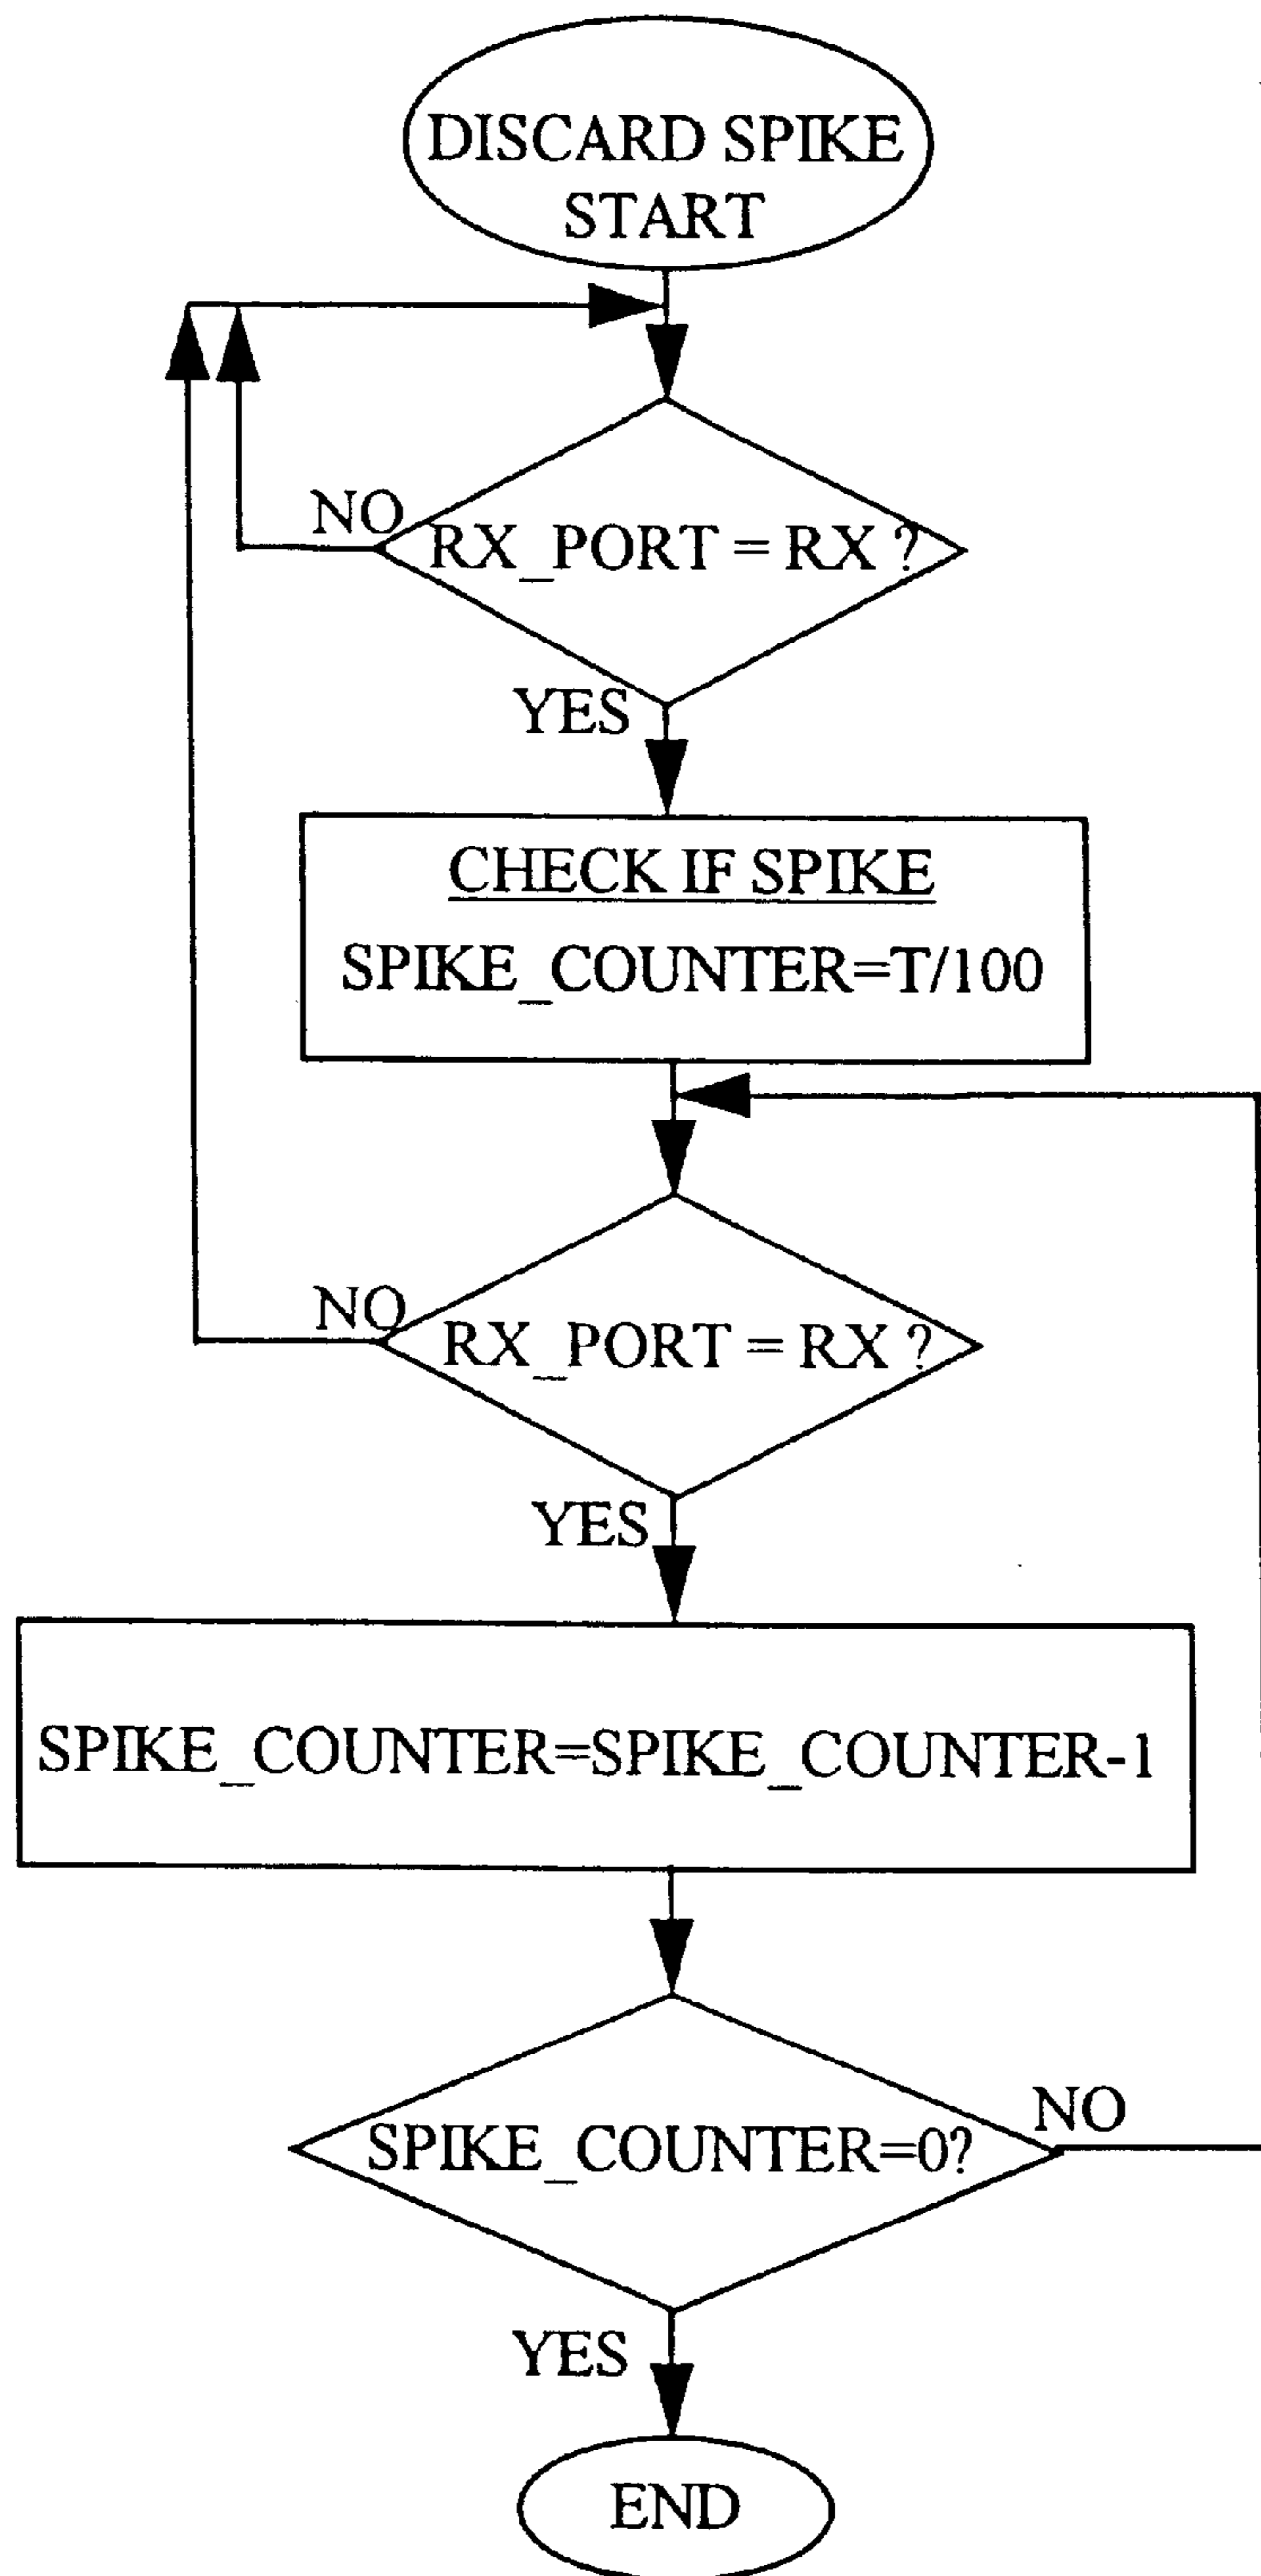 DISCARD SPIKE
START
NO
RX_PORT = RX ?
YES
CHECK IF SPIKE
SPIKE_COUNTER=T/100
NO
RX_PORT = RX ?
YES
SPIKE_COUNTER=SPIKE_COUNTER-1
NO
SPIKE_COUNTER=0?
YES
END